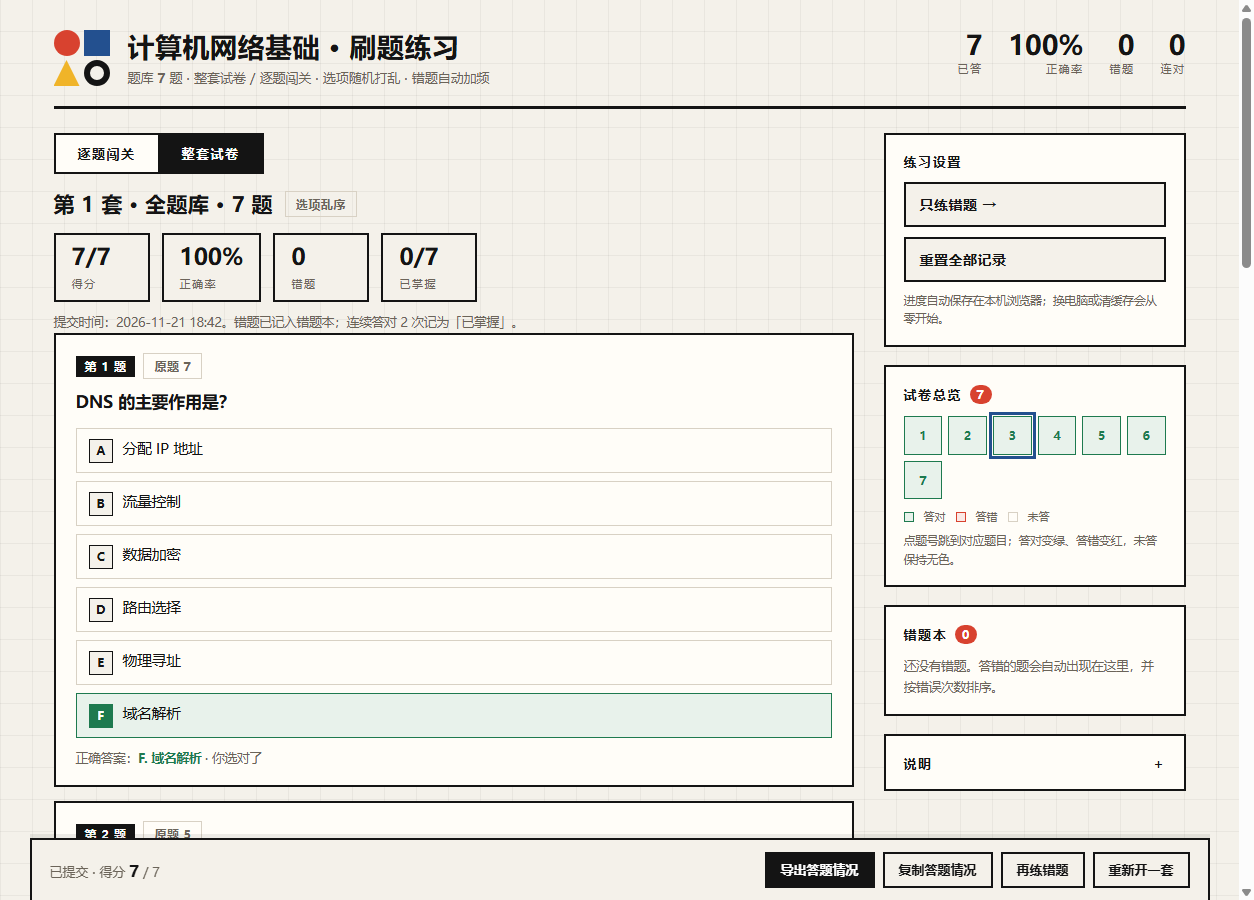 计算机网络基础 · 刷题练习
题库 7 题 · 整套试卷 / 逐题闯关 · 选项随机打乱 · 错题自动加频
7 100% 0 0
已答 正确率 错题 连对
逐题闯关 整套试卷
第 1 套 · 全题库 · 7 题 选项乱序
7/7 100% 0 0/7
得分 正确率 错题 已掌握
提交时间：2026-11-21 18:42。错题已记入错题本；连续答对 2 次记为「已掌握」。
第 1 题 原题 7
DNS 的主要作用是?
A 分配 IP 地址
B 流量控制
C 数据加密
D 路由选择
E 物理寻址
F 域名解析
正确答案：F. 域名解析 · 你选对了
第 2 题 原题 5
练习设置
只练错题 →
重置全部记录
进度自动保存在本机浏览器；换电脑或清缓存会从
零开始。
试卷总览 7
1 2 3 4 5 6
7
答对 答错 未答
点题号跳到对应题目；答对变绿、答错变红，未答
保持无色。
错题本 0
还没有错题。答错的题会自动出现在这里，并
按错误次数排序。
说明 +
已提交 · 得分 7 / 7
导出答题情况 复制答题情况 再练错题 重新开一套